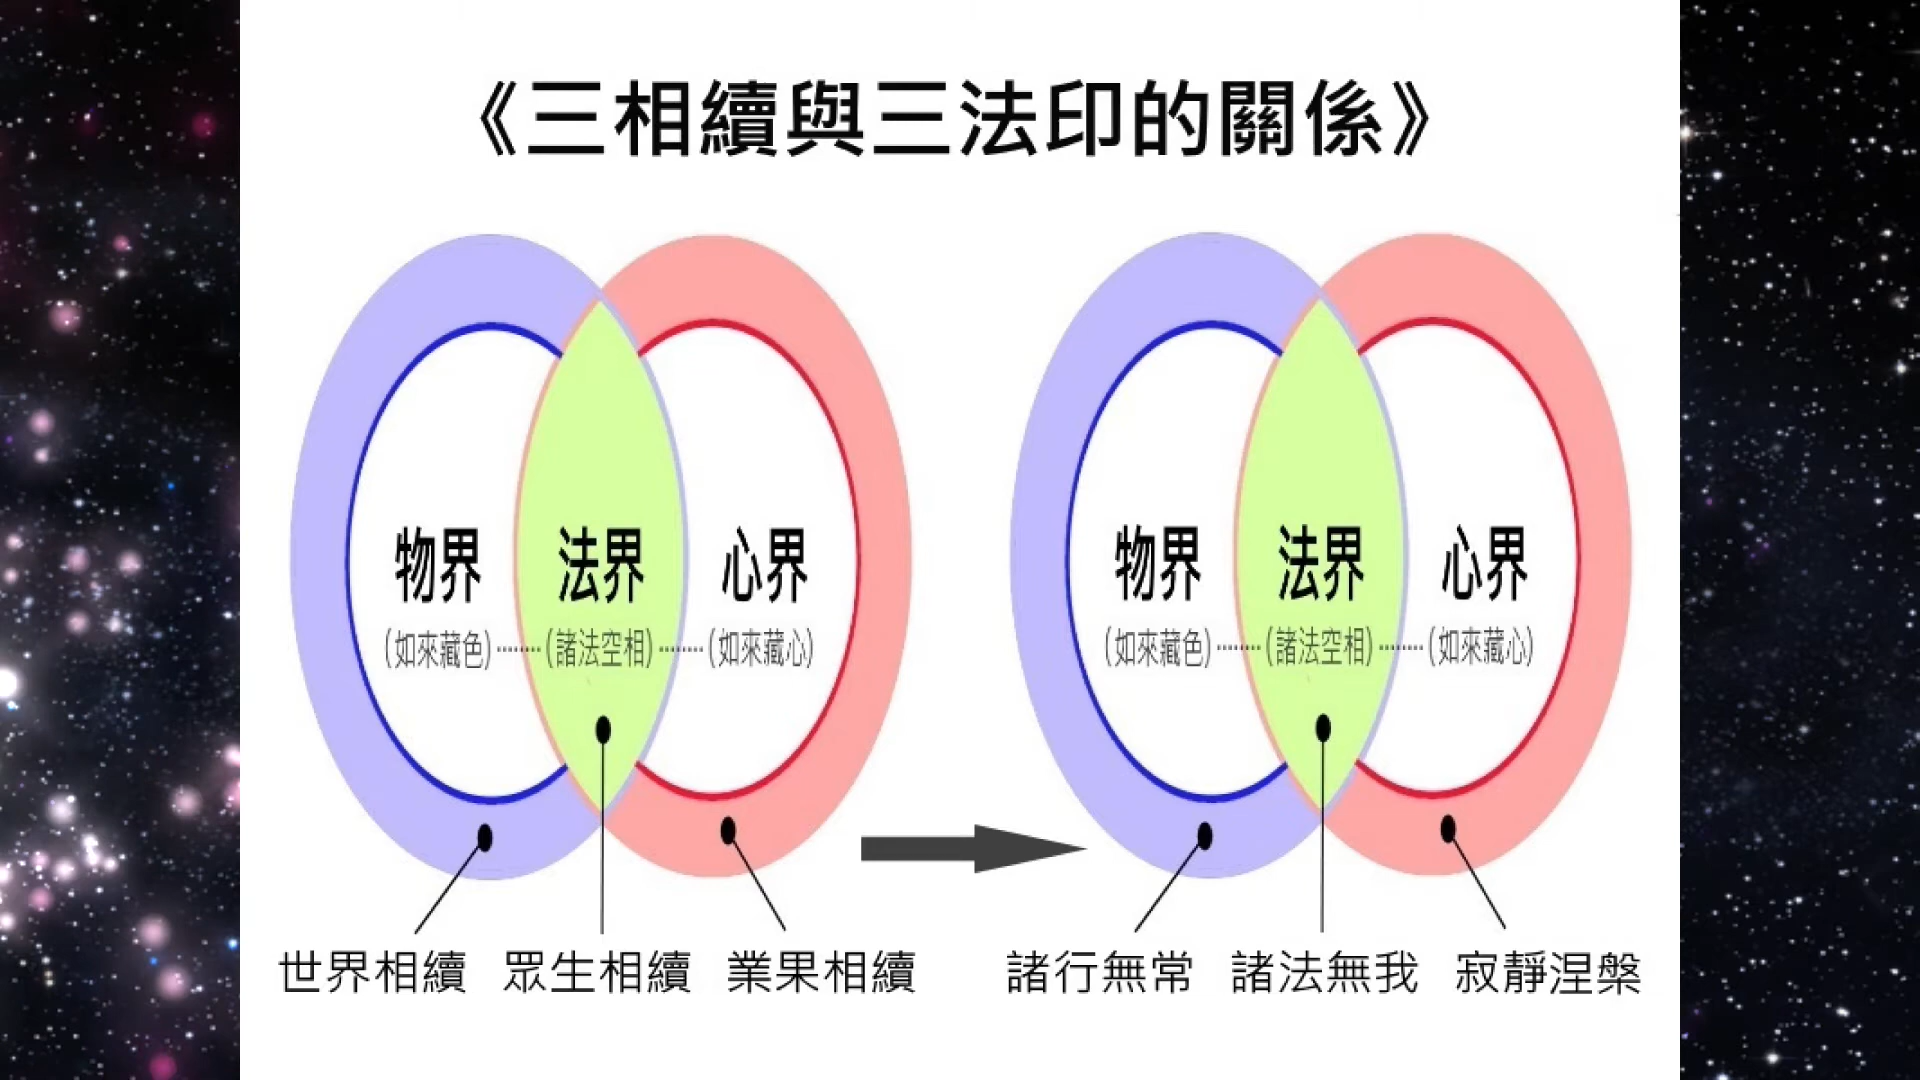 《三相續與三法印的關係》
物界 法界 心界
(如來藏色)········(諸法空相)········(如來藏心)
世界相續 眾生相續 業果相續
物界 法界 心界
(如來藏色)········(諸法空相)········(如來藏心)
諸行無常 諸法無我 寂靜涅槃